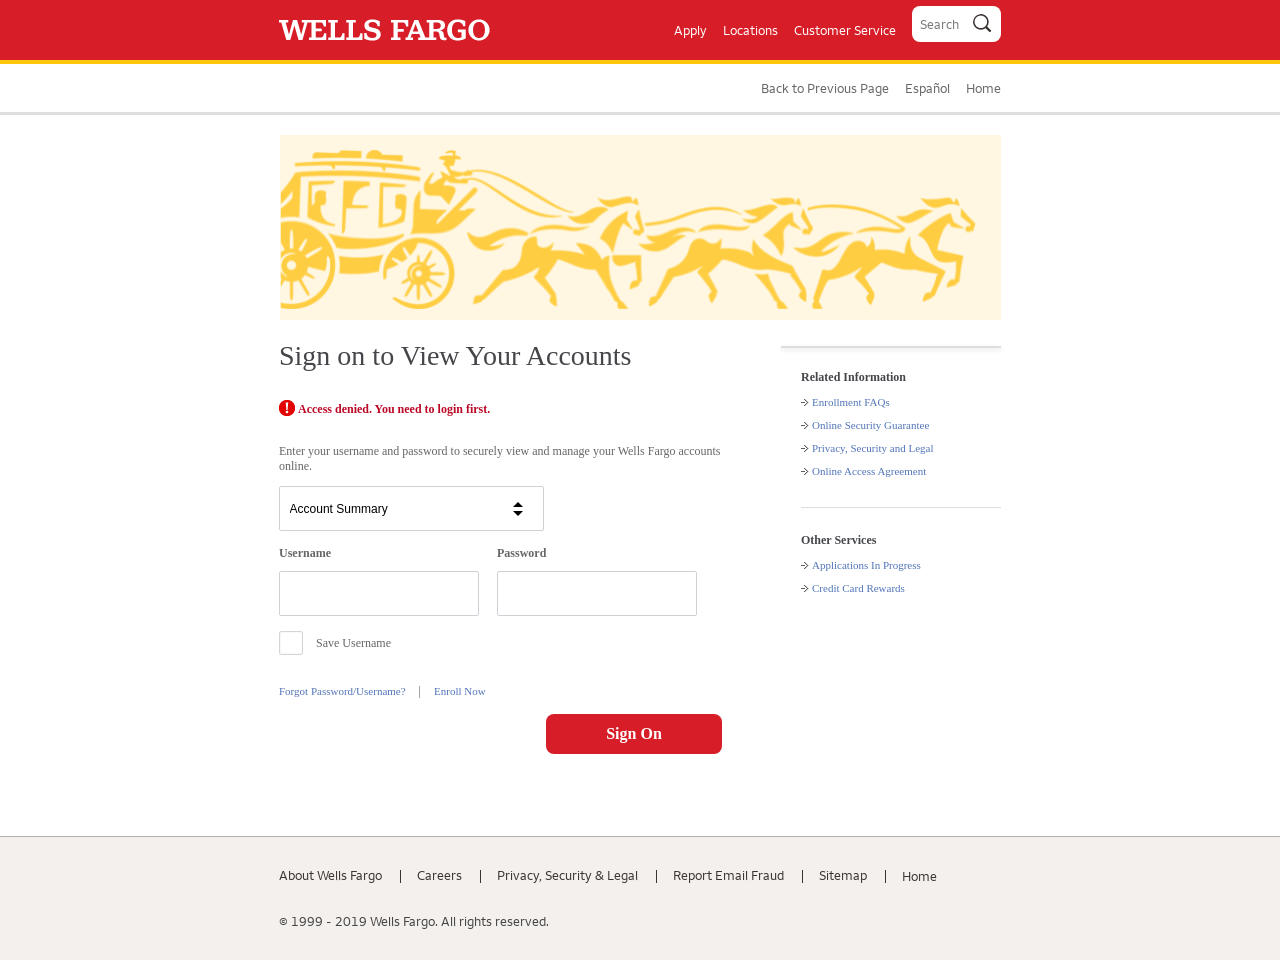 WELLS FARGO
Apply Locations Customer Service Search
Back to Previous Page Español Home
Sign on to View Your Accounts
Access denied. You need to login first.
Enter your username and password to securely view and manage your Wells Fargo accounts
online.
Account Summary
Username Password
Save Username
Forgot Password/Username? Enroll Now
Sign On
Related Information
Enrollment FAQs
Online Security Guarantee
Privacy, Security and Legal
Online Access Agreement
Other Services
Applications In Progress
Credit Card Rewards
About Wells Fargo Careers Privacy, Security & Legal Report Email Fraud Sitemap Home
© 1999 - 2019 Wells Fargo. All rights reserved.